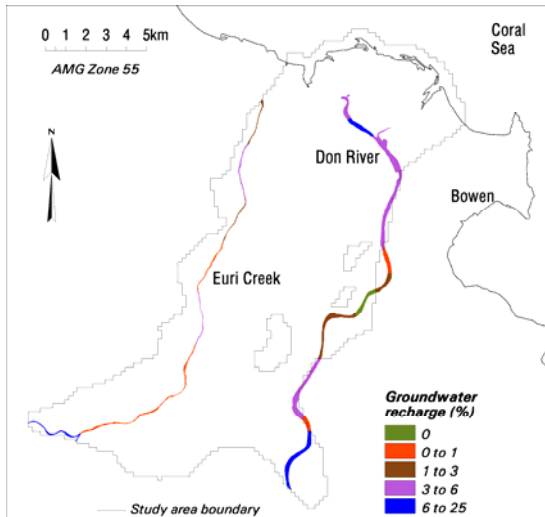 0 1 2 3 4 5km
AMG Zone 55
Coral
Sea
N
Don River
Bowen
Euri Creek
Groundwater
recharge (%)
0
0 to 1
1 to 3
3 to 6
6 to 25
Study area boundary